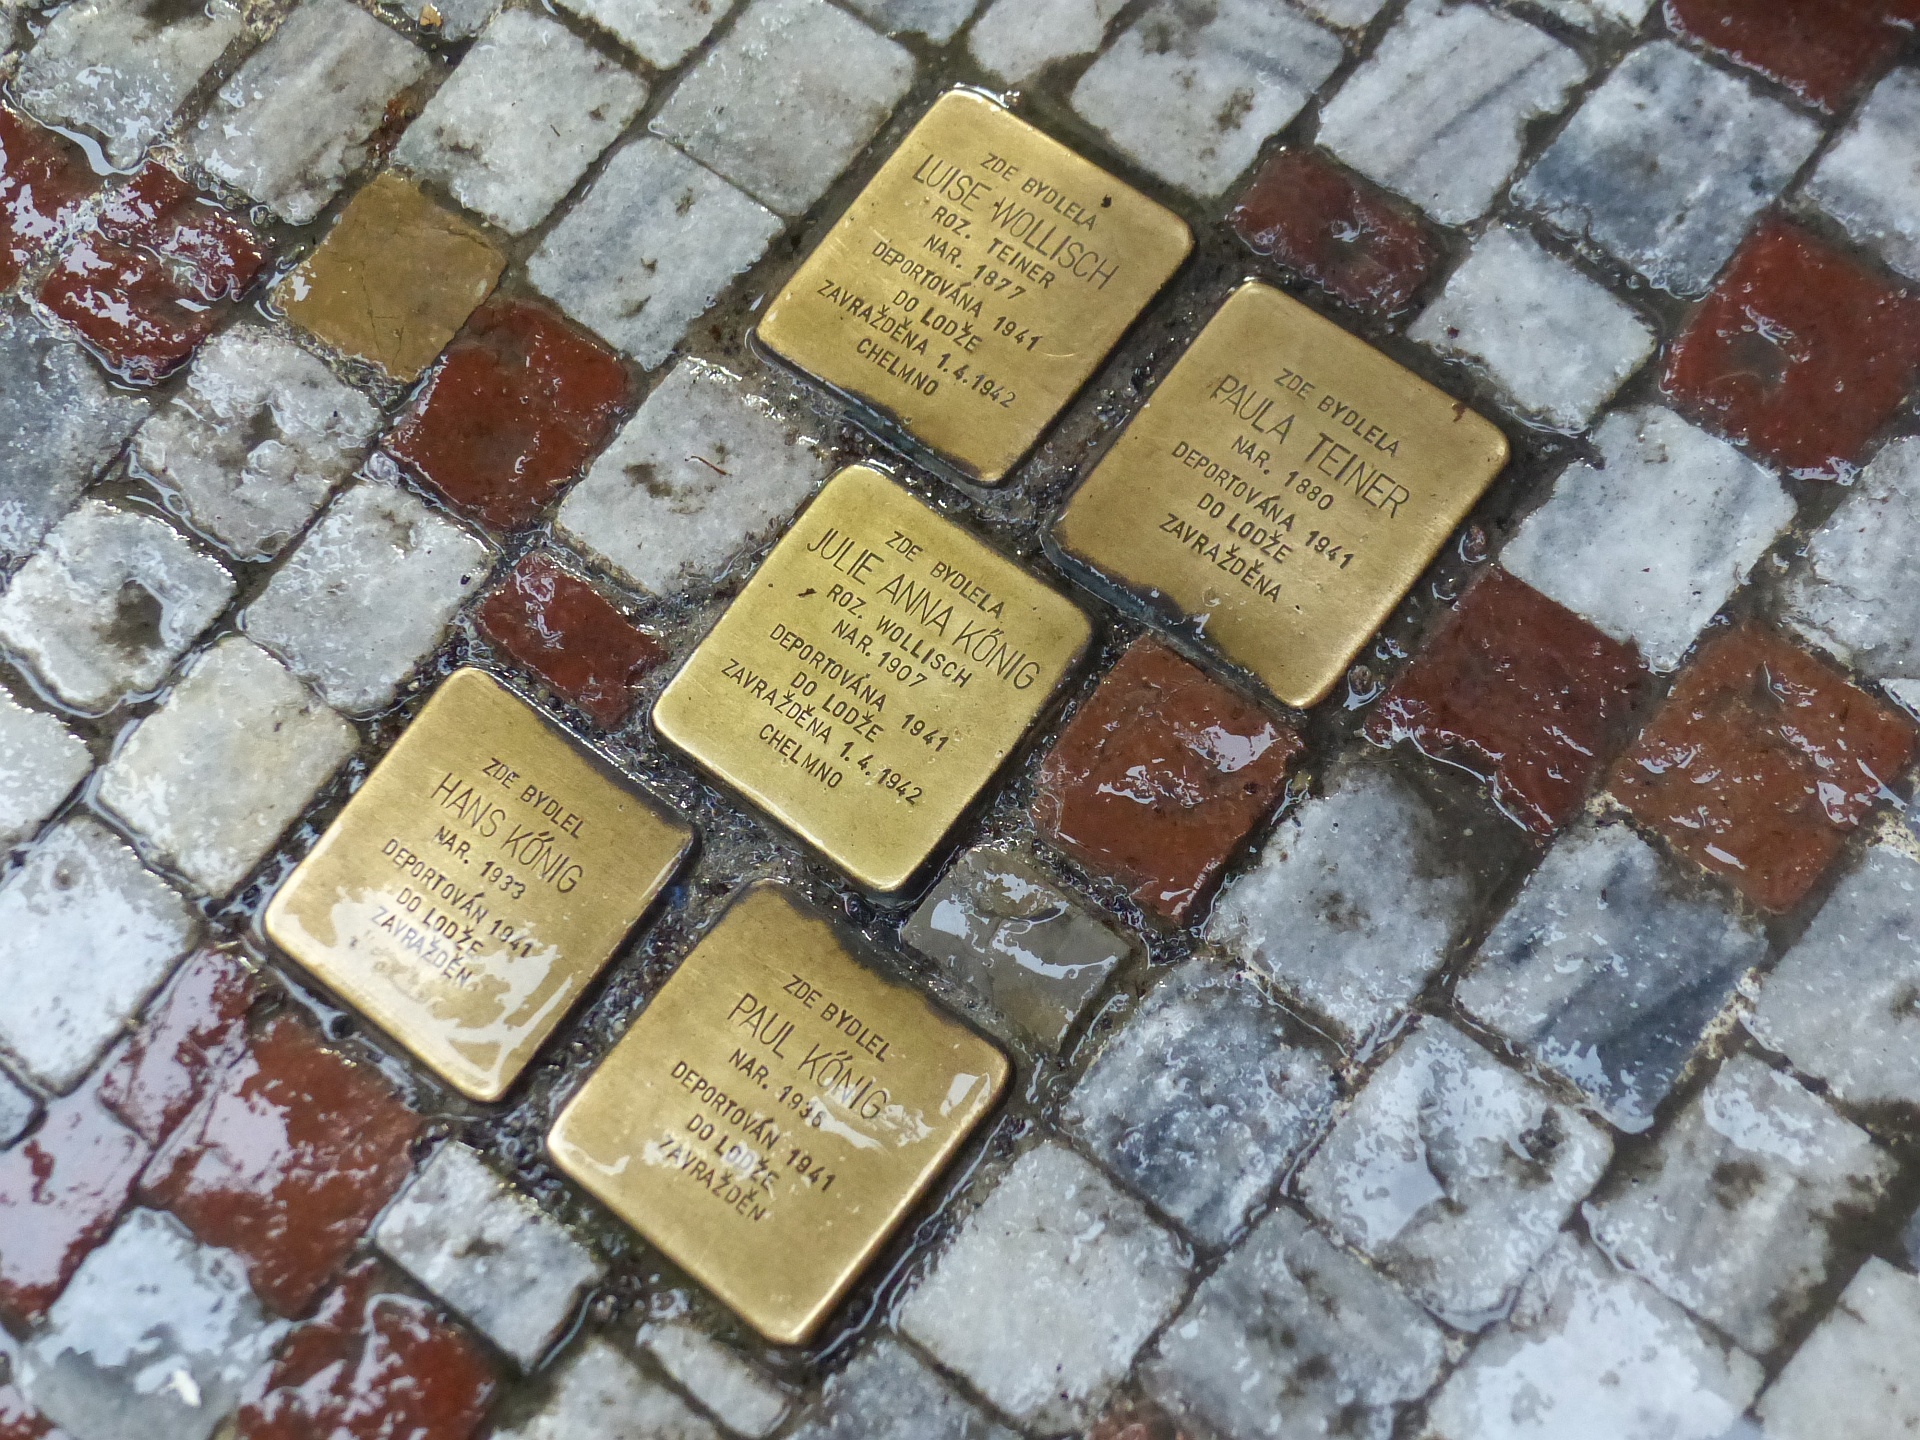 ZDE BYDLELA
LUISE WOLLISCH
ROZ. TEINER
NAR. 1877
DEPORTOVÁNA 1941
DO LODŽE
ZAVRAŽDĚNA 1.4.1942
CHELMNO
ZDE BYDLELA
PAULA TEINER
NAR. 1880
DEPORTOVÁNA 1941
DO LODŽE
ZAVRAŽDĚNA
ZDE BYDLELA
JULIE ANNA KŐNIG
ROZ. WOLLISCH
NAR. 1907
DEPORTOVÁNA 1941
DO LODŽE
ZAVRAŽDĚNA 1.4.1942
CHELMNO
ZDE BYDLEL
HANS KŐNIG
NAR. 1933
DEPORTOVÁN 1941
DO LODŽE
ZAVRAŽDĚN
ZDE BYDLEL
PAUL KŐNIG
NAR. 1936
DEPORTOVÁN 1941
DO LODŽE
ZAVRAŽDĚN